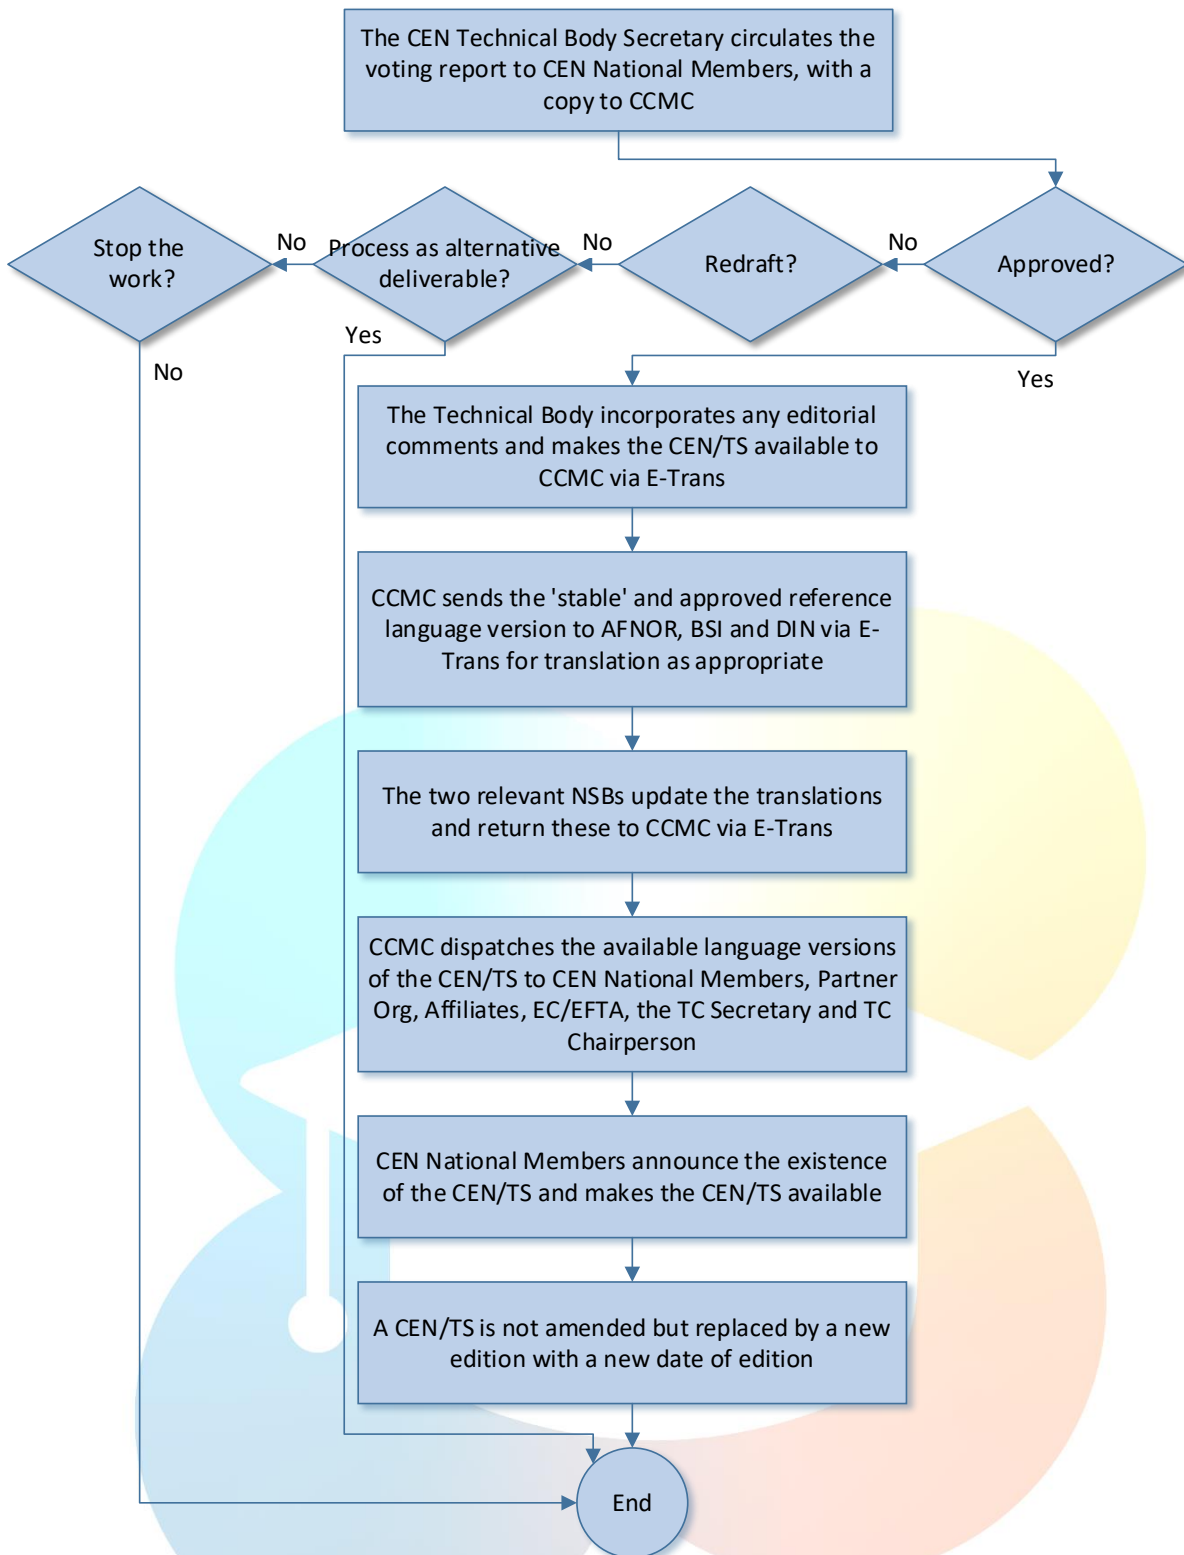 The CEN Technical Body Secretary circulates the
voting report to CEN National Members, with a
copy to CCMC
Stop the
work?
No
Process as alternative
deliverable?
No
Redraft?
No
Approved?
Yes
No
Yes
The Technical Body incorporates any editorial
comments and makes the CEN/TS available to
CCMC via E-Trans
CCMC sends the 'stable' and approved reference
language version to AFNOR, BSI and DIN via E-
Trans for translation as appropriate
The two relevant NSBs update the translations
and return these to CCMC via E-Trans
CCMC dispatches the available language versions
of the CEN/TS to CEN National Members, Partner
Org, Affiliates, EC/EFTA, the TC Secretary and TC
Chairperson
CEN National Members announce the existence
of the CEN/TS and makes the CEN/TS available
A CEN/TS is not amended but replaced by a new
edition with a new date of edition
End